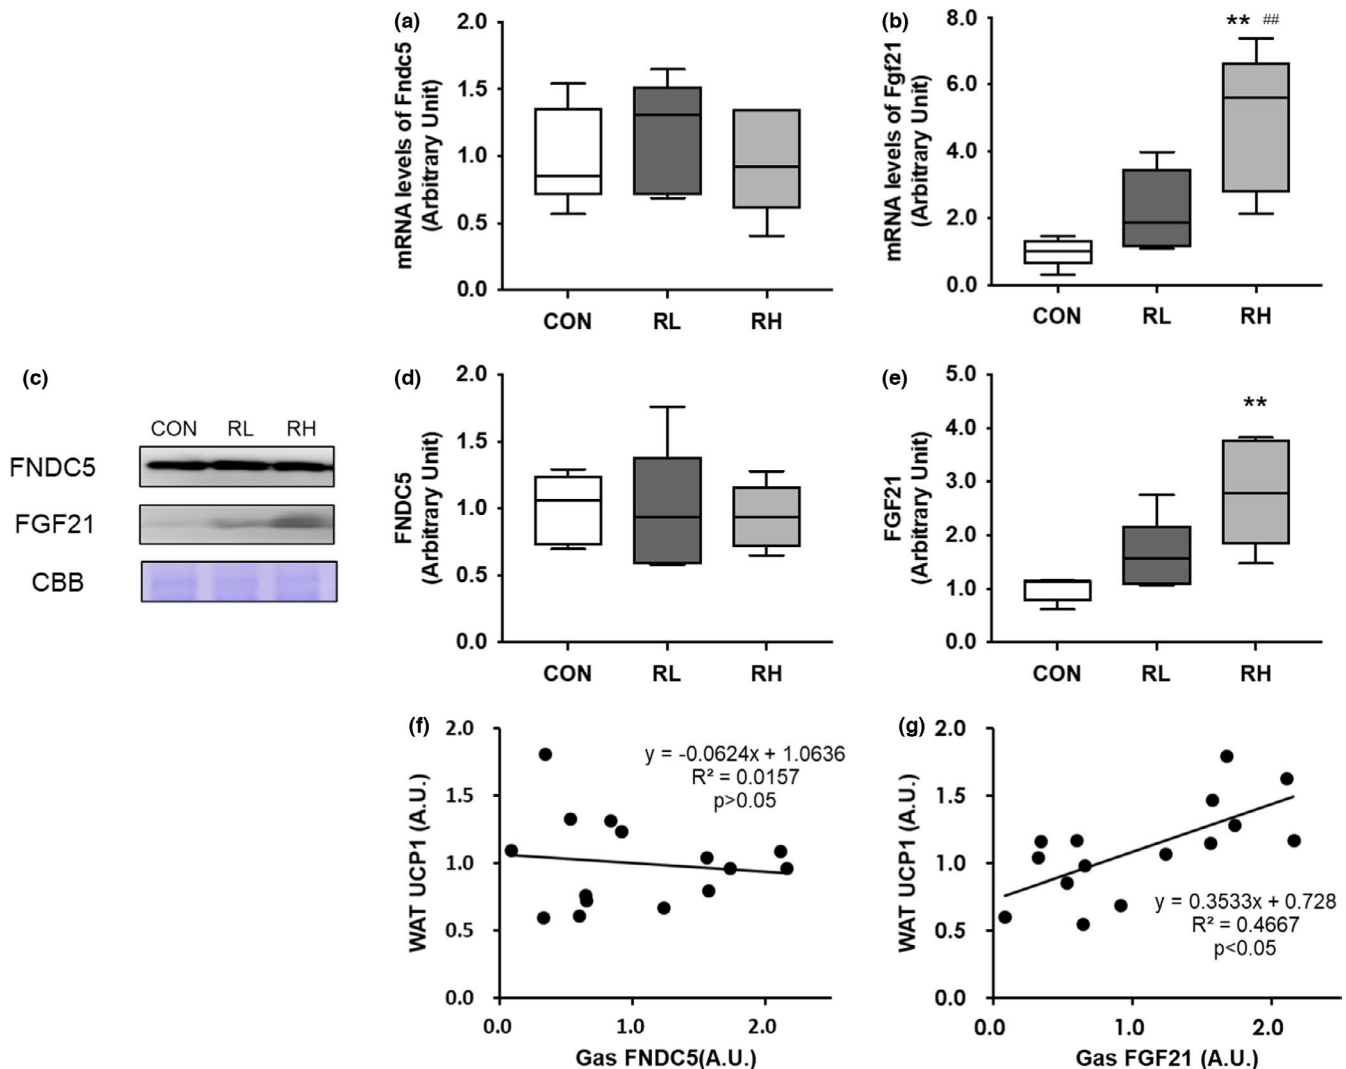 (a)
mRNA levels of Fndc5
(Arbitrary Unit)
2.0
1.5
1.0
0.5
0.0
CON RL RH
(b)
mRNA levels of Fgf21
(Arbitrary Unit)
8.0
6.0
4.0
2.0
0.0
** ##
CON RL RH
(c)
CON RL RH
FNDC5
FGF21
CBB
(d)
FNDC5
(Arbitrary Unit)
2.0
1.5
1.0
0.5
0.0
CON RL RH
(e)
FGF21
(Arbitrary Unit)
5.0
4.0
3.0
2.0
1.0
0.0
**
CON RL RH
(f)
WAT UCP1 (A.U.)
2.0
1.5
1.0
0.5
0.0
y = -0.0624x + 1.0636
R² = 0.0157
p>0.05
0.0 1.0 2.0
Gas FNDC5(A.U.)
(g)
WAT UCP1 (A.U.)
2.0
1.5
1.0
0.5
0.0
y = 0.3533x + 0.728
R² = 0.4667
p<0.05
0.0 1.0 2.0
Gas FGF21 (A.U.)